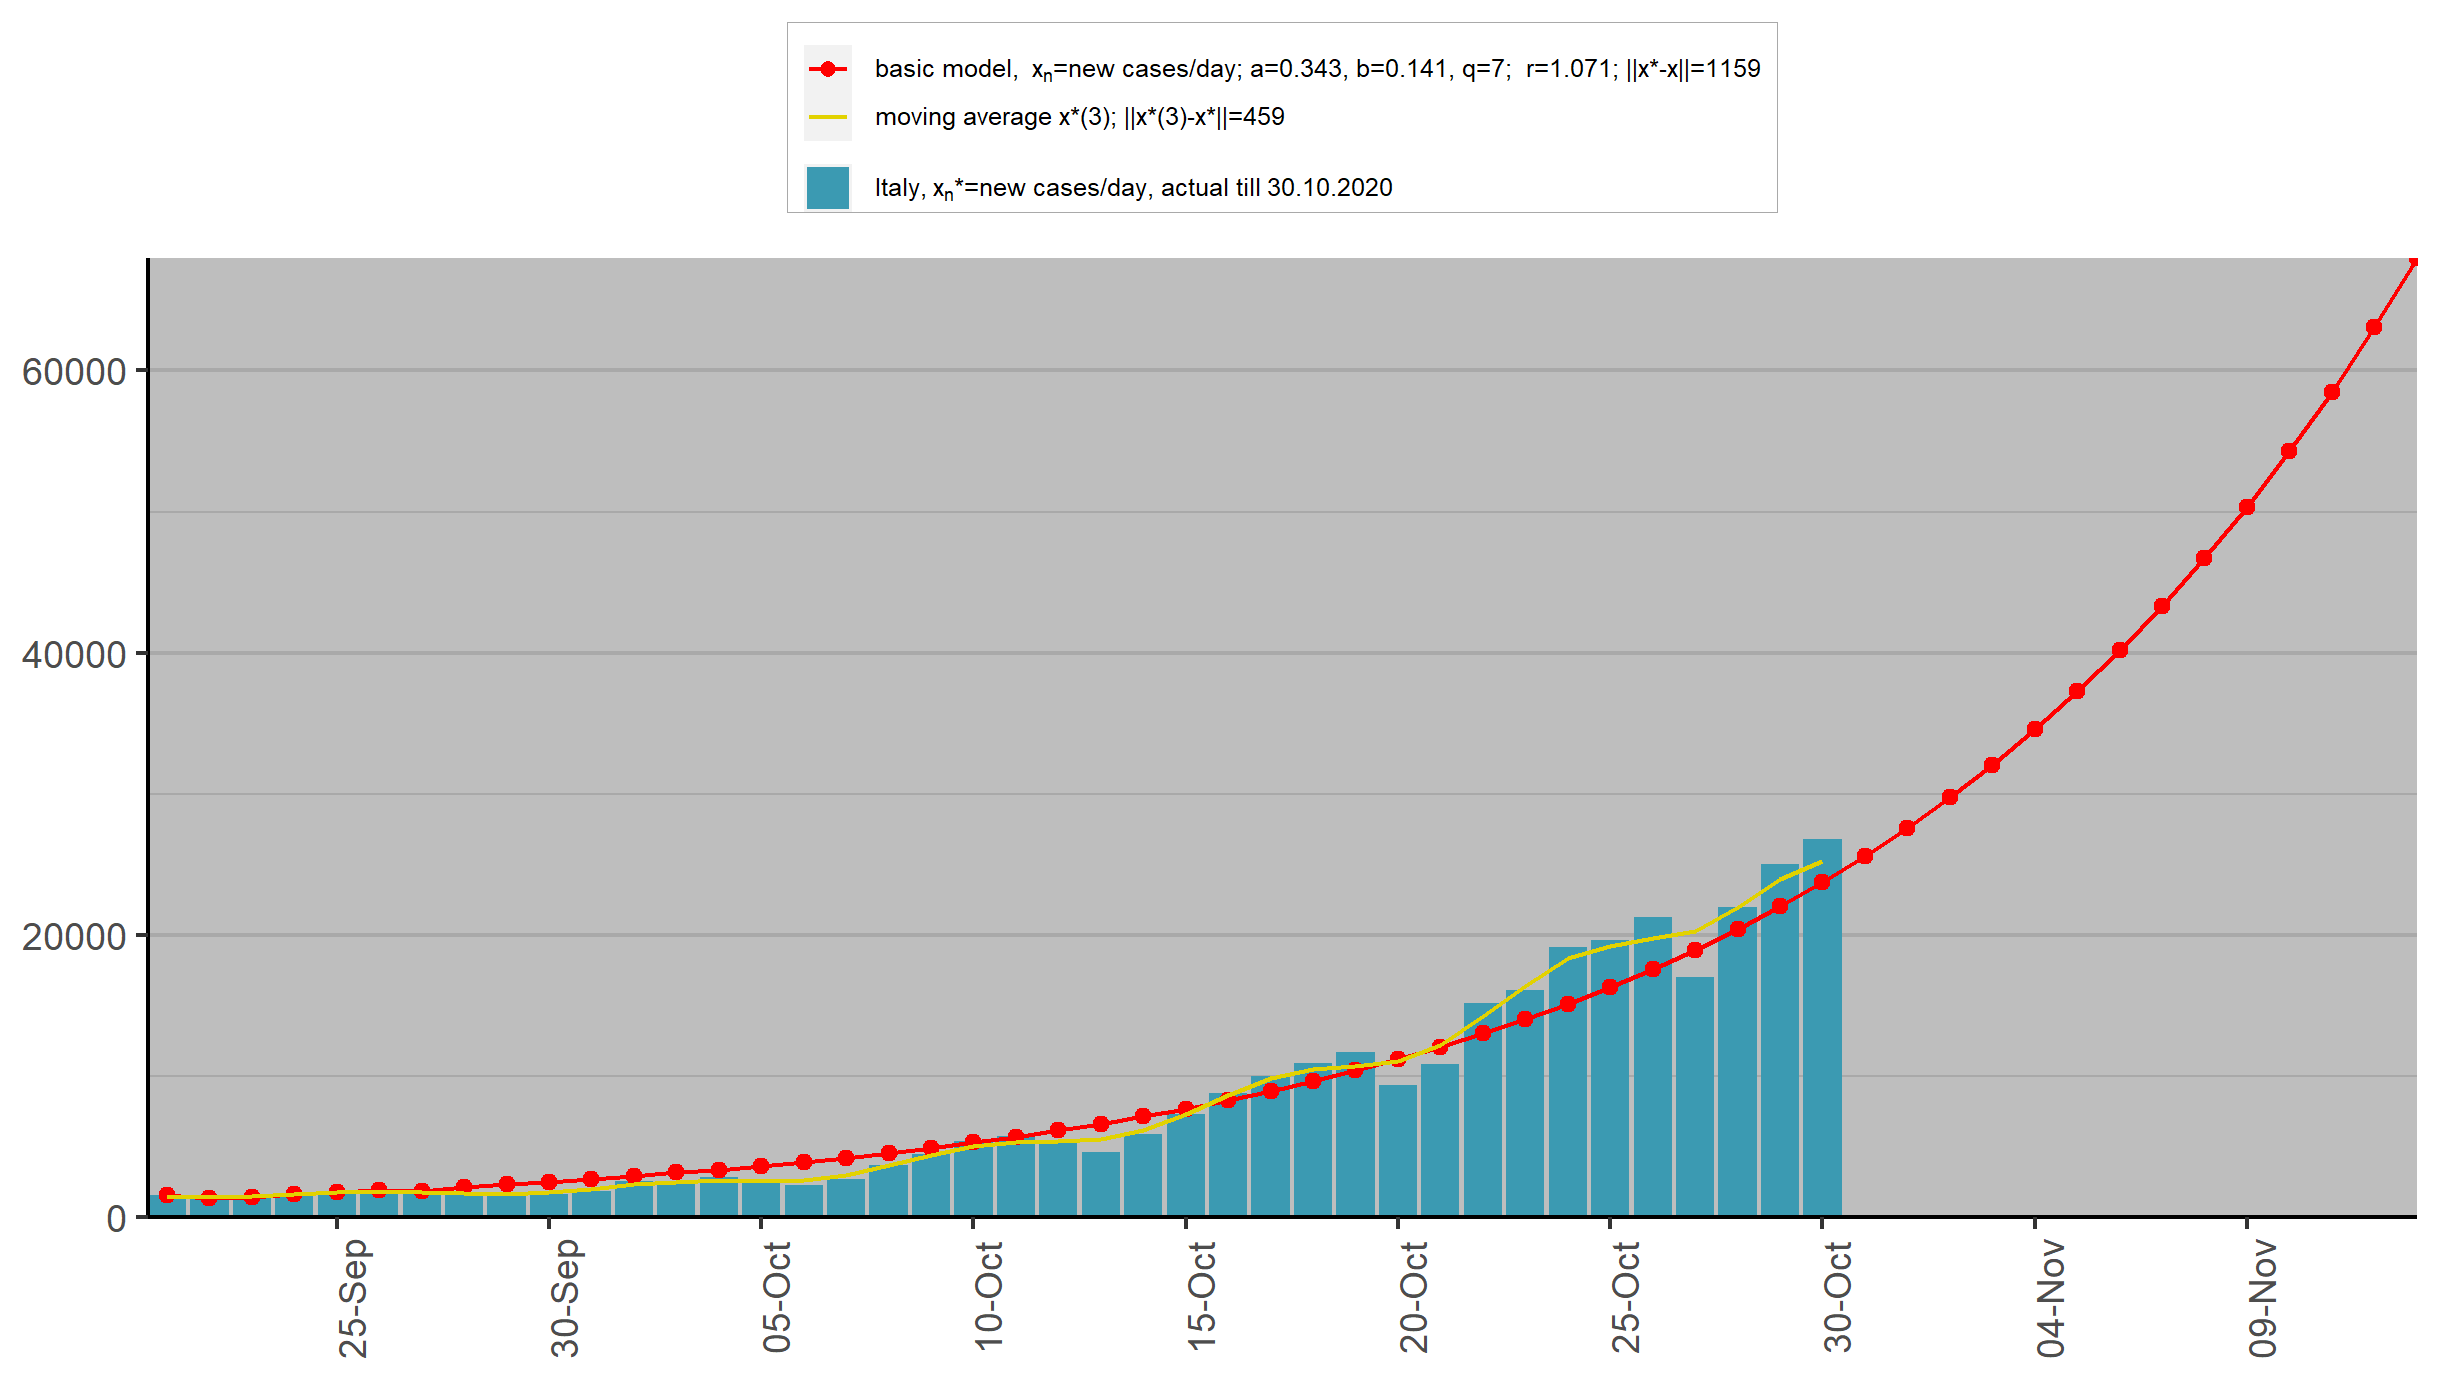 basic model,  xₙ=new cases/day; a=0.343, b=0.141, q=7;  r=1.071; ||x*-x||=1159
moving average x*(3); ||x*(3)-x*||=459
Italy, xₙ*=new cases/day, actual till 30.10.2020
60000
40000
20000
0
25-Sep
30-Sep
05-Oct
10-Oct
15-Oct
20-Oct
25-Oct
30-Oct
04-Nov
09-Nov